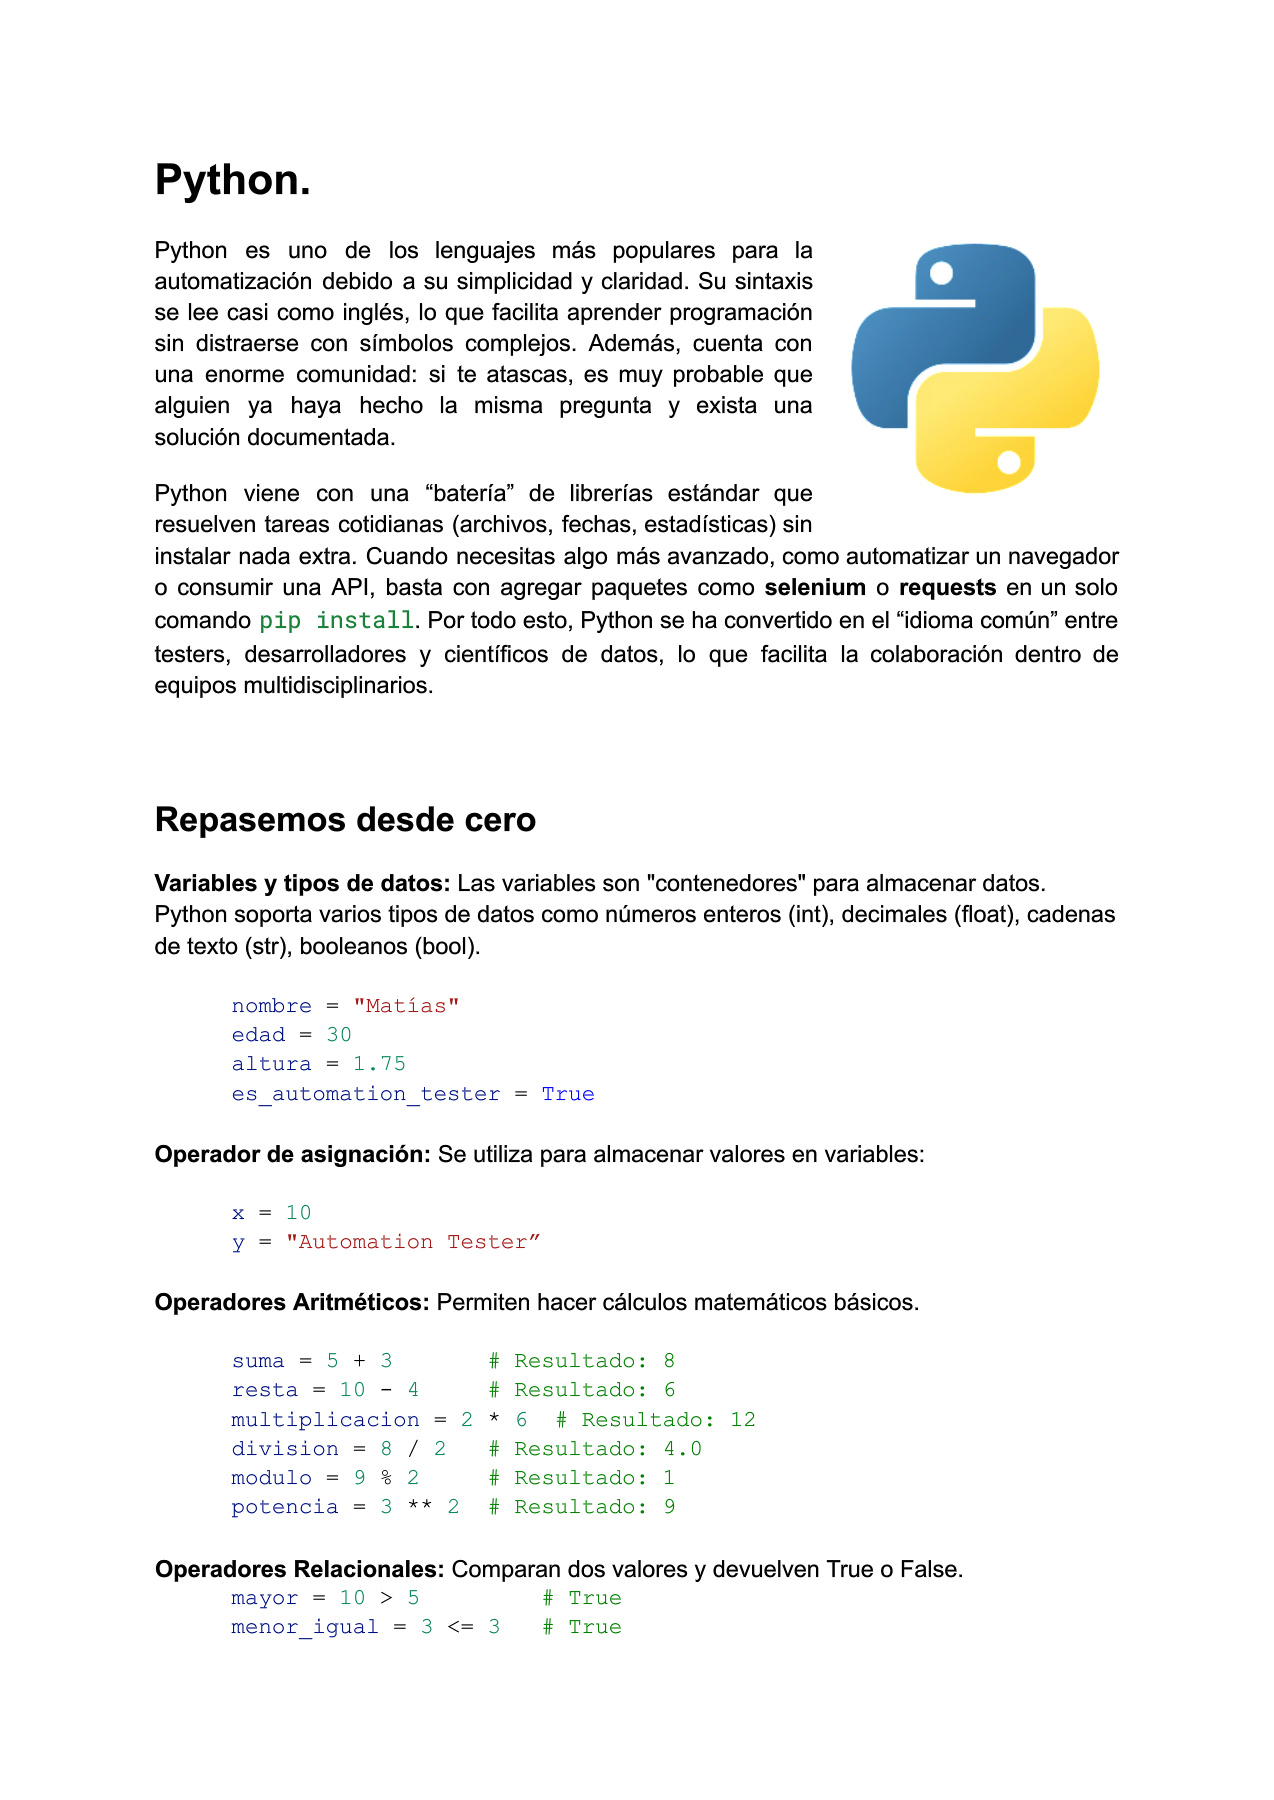 Python.
Python es uno de los lenguajes más populares para la
automatización debido a su simplicidad y claridad. Su sintaxis
se lee casi como inglés, lo que facilita aprender programación
sin distraerse con símbolos complejos. Además, cuenta con
una enorme comunidad: si te atascas, es muy probable que
alguien ya haya hecho la misma pregunta y exista una
solución documentada.
Python viene con una “batería” de librerías estándar que
resuelven tareas cotidianas (archivos, fechas, estadísticas) sin
instalar nada extra. Cuando necesitas algo más avanzado, como automatizar un navegador
o consumir una API, basta con agregar paquetes como selenium o requests en un solo
comando pip install. Por todo esto, Python se ha convertido en el “idioma común” entre
testers, desarrolladores y científicos de datos, lo que facilita la colaboración dentro de
equipos multidisciplinarios.
Repasemos desde cero
Variables y tipos de datos: Las variables son "contenedores" para almacenar datos.
Python soporta varios tipos de datos como números enteros (int), decimales (float), cadenas
de texto (str), booleanos (bool).
nombre = "Matías"
edad = 30
altura = 1.75
es_automation_tester = True
Operador de asignación: Se utiliza para almacenar valores en variables:
x = 10
y = "Automation Tester”
Operadores Aritméticos: Permiten hacer cálculos matemáticos básicos.
suma = 5 + 3       # Resultado: 8
resta = 10 - 4     # Resultado: 6
multiplicacion = 2 * 6  # Resultado: 12
division = 8 / 2   # Resultado: 4.0
modulo = 9 % 2     # Resultado: 1
potencia = 3 ** 2  # Resultado: 9
Operadores Relacionales: Comparan dos valores y devuelven True o False.
mayor = 10 > 5         # True
menor_igual = 3 <= 3   # True